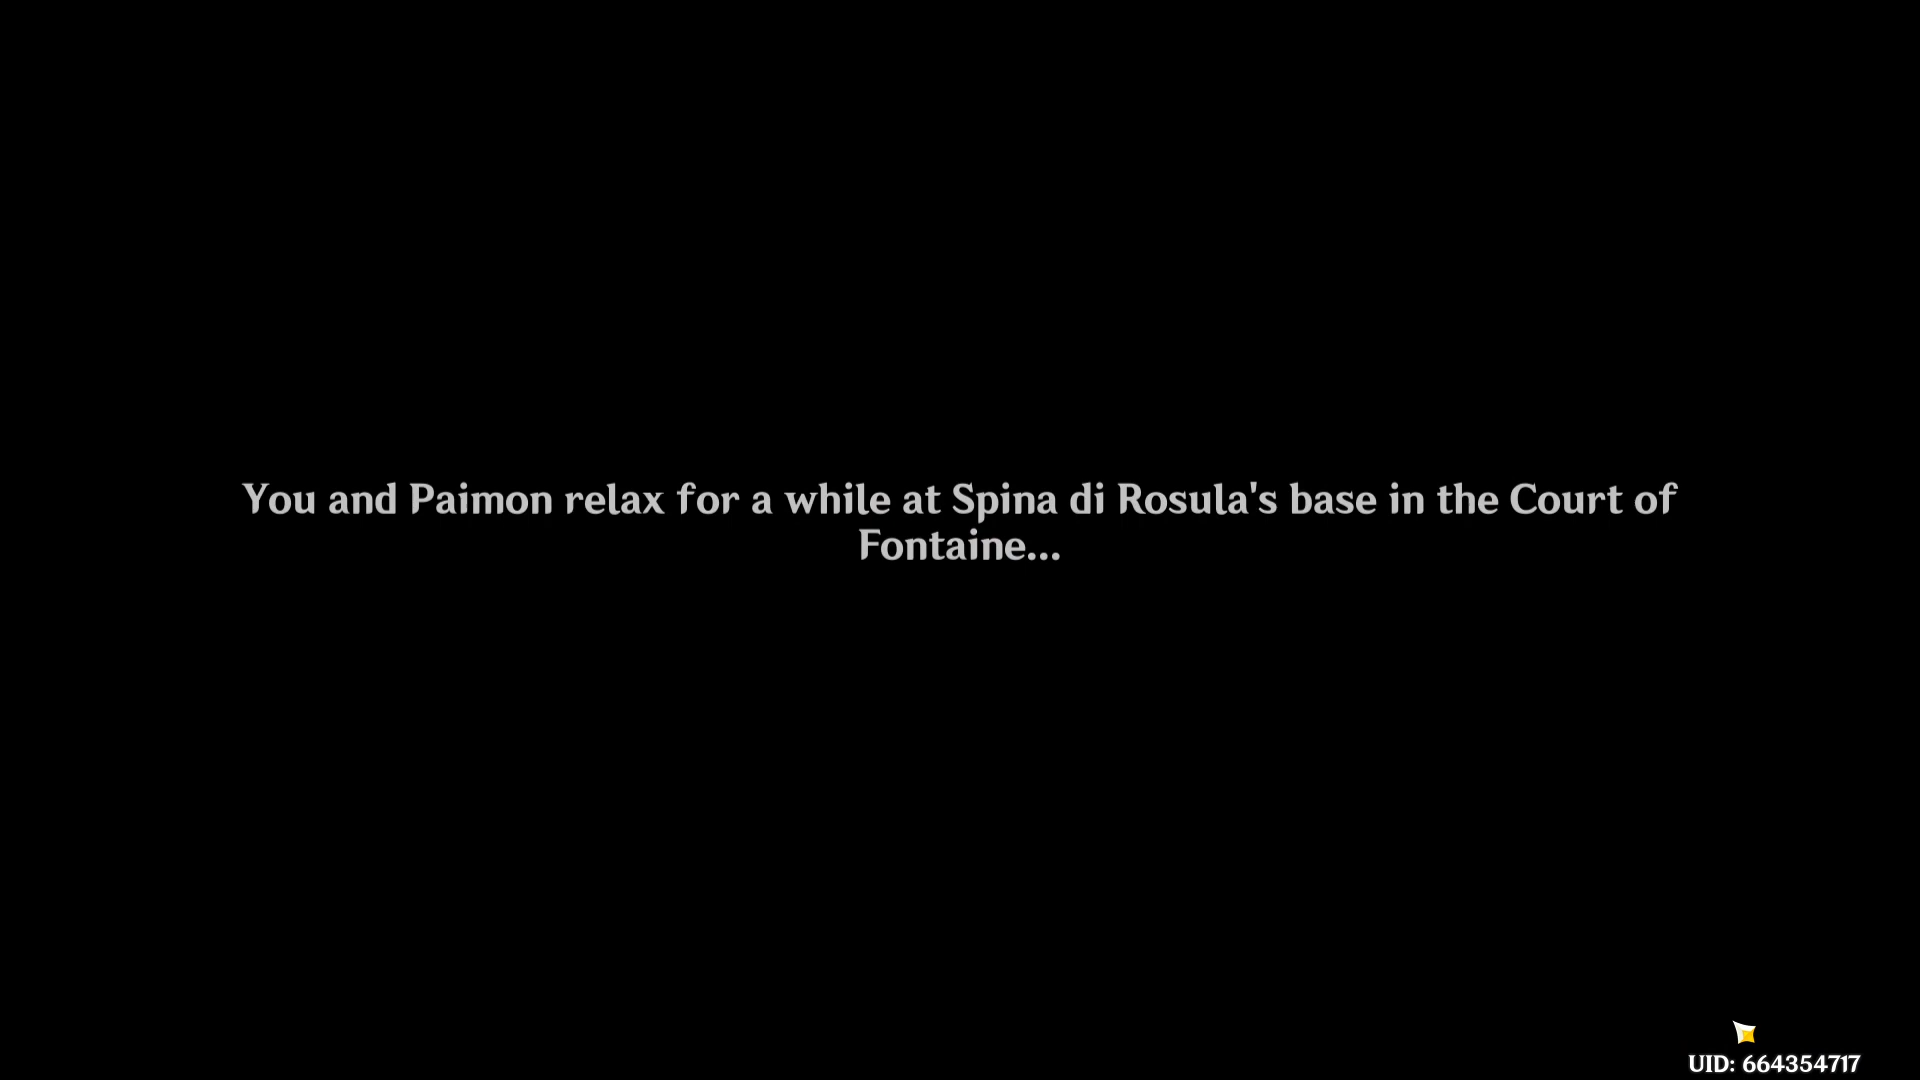 You and Paimon relax for a while at Spina di Rosula's base in the Court of
Fontaine...
UID: 664354717